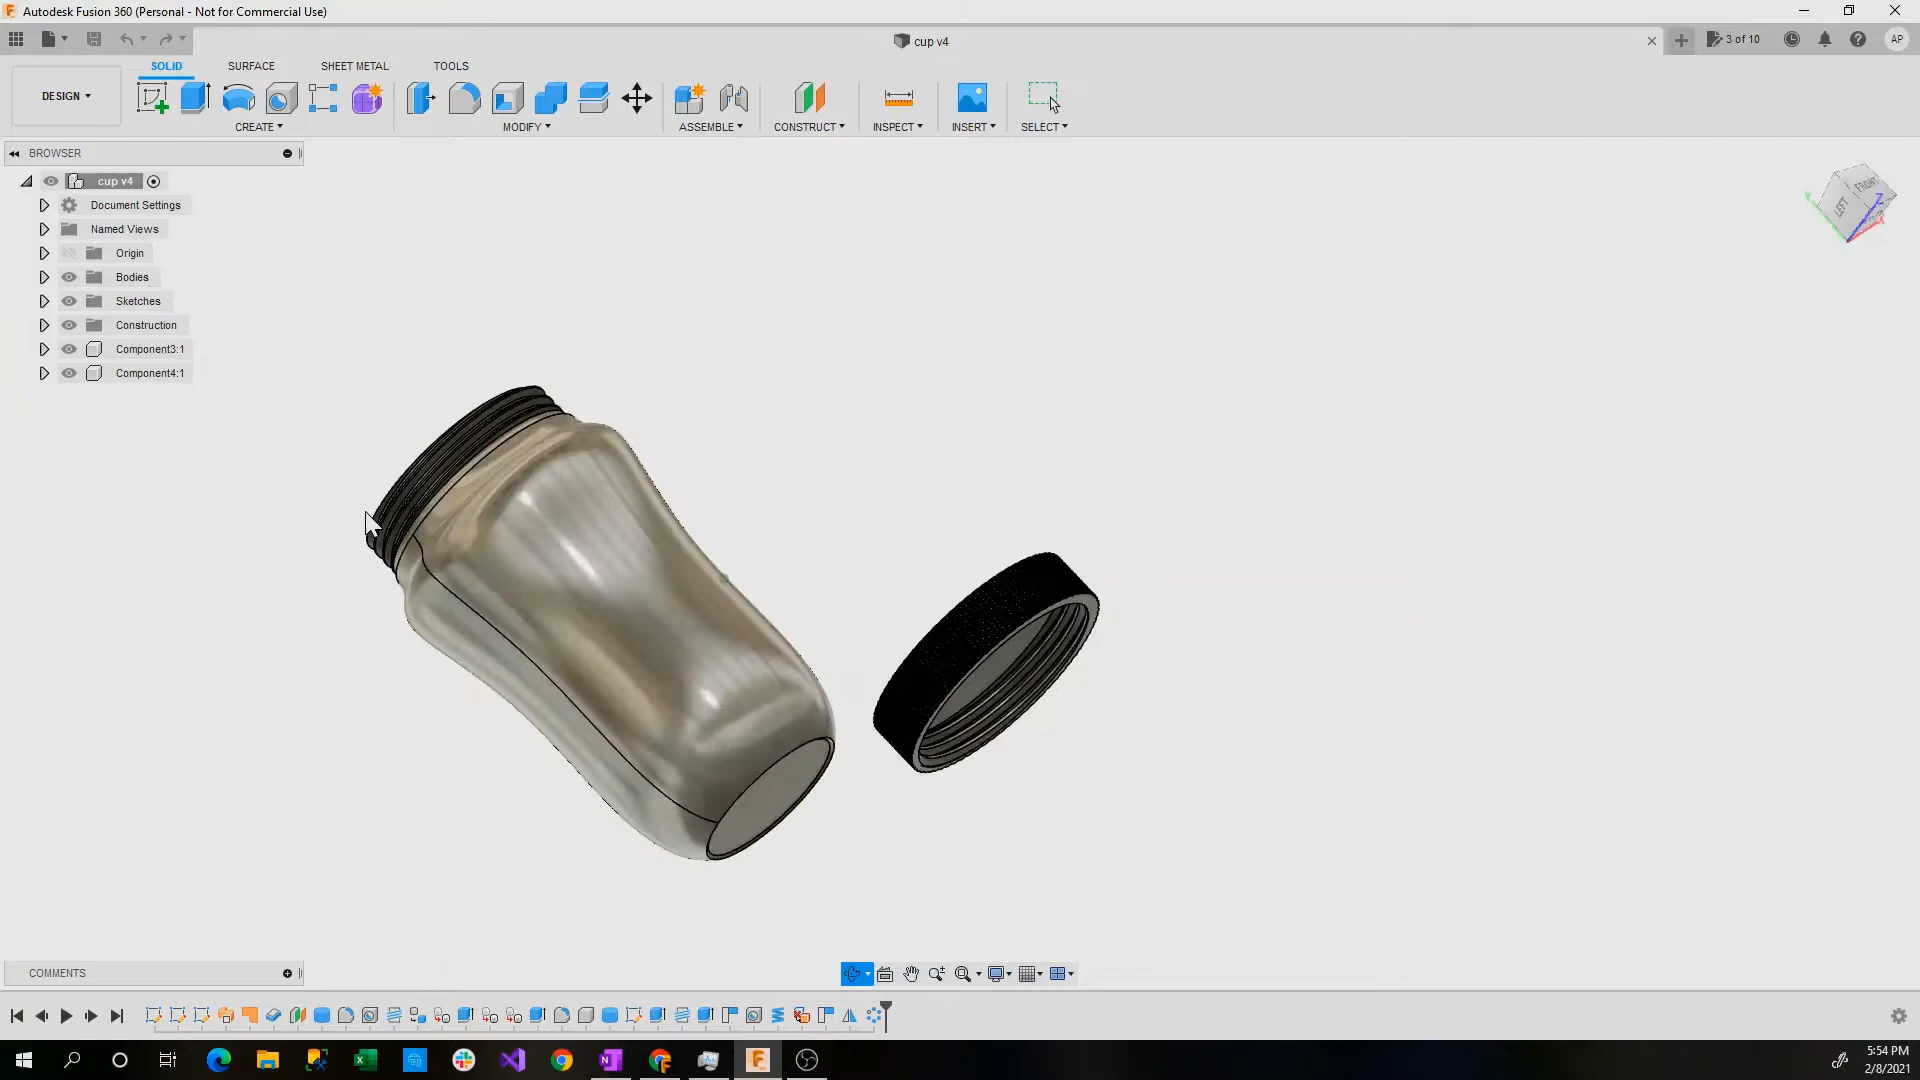 Autodesk Fusion 360 (Personal - Not for Commercial Use)
cup v4
3 of 10
AP
DESIGN
SOLID
SURFACE
SHEET METAL
TOOLS
CREATE
MODIFY
ASSEMBLE
CONSTRUCT
INSPECT
INSERT
SELECT
BROWSER
cup v4
Document Settings
Named Views
Origin
Bodies
Sketches
Construction
Component3:1
Component4:1
LEFT
FRONT
Z
COMMENTS
5:54 PM
2/8/2021